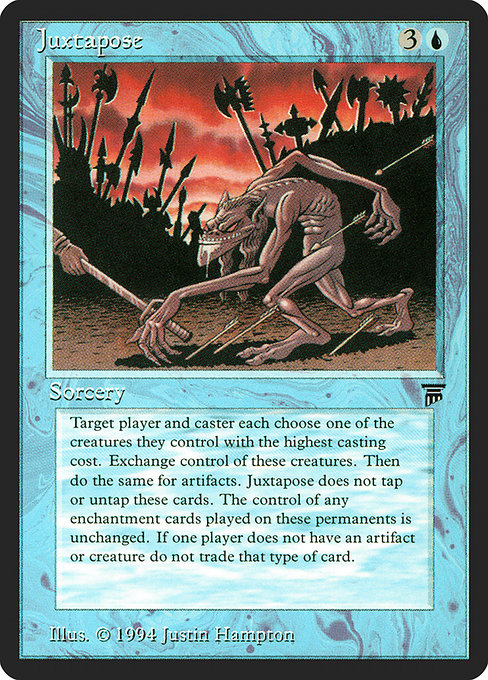 Juxtapose 3
Sorcery
Target player and caster each choose one of the
creatures they control with the highest casting
cost. Exchange control of these creatures. Then
do the same for artifacts. Juxtapose does not tap
or untap these cards. The control of any
enchantment cards played on these permanents is
unchanged. If one player does not have an artifact
or creature do not trade that type of card.
Illus. © 1994 Justin Hampton